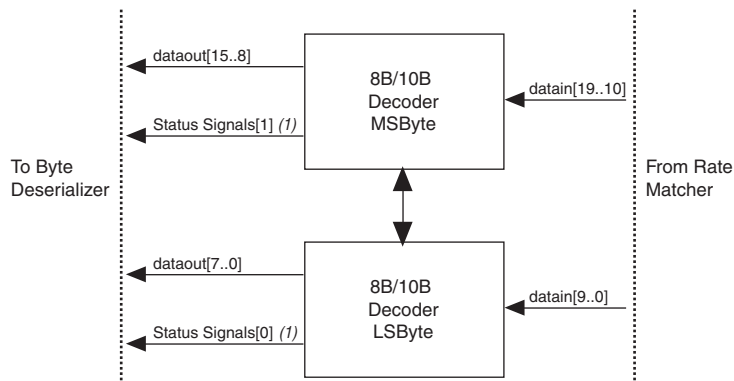 dataout[15..8]
8B/10B
Decoder
MSByte
datain[19..10]
Status Signals[1] (1)
To Byte
Deserializer
From Rate
Matcher
dataout[7..0]
8B/10B
Decoder
LSByte
datain[9..0]
Status Signals[0] (1)